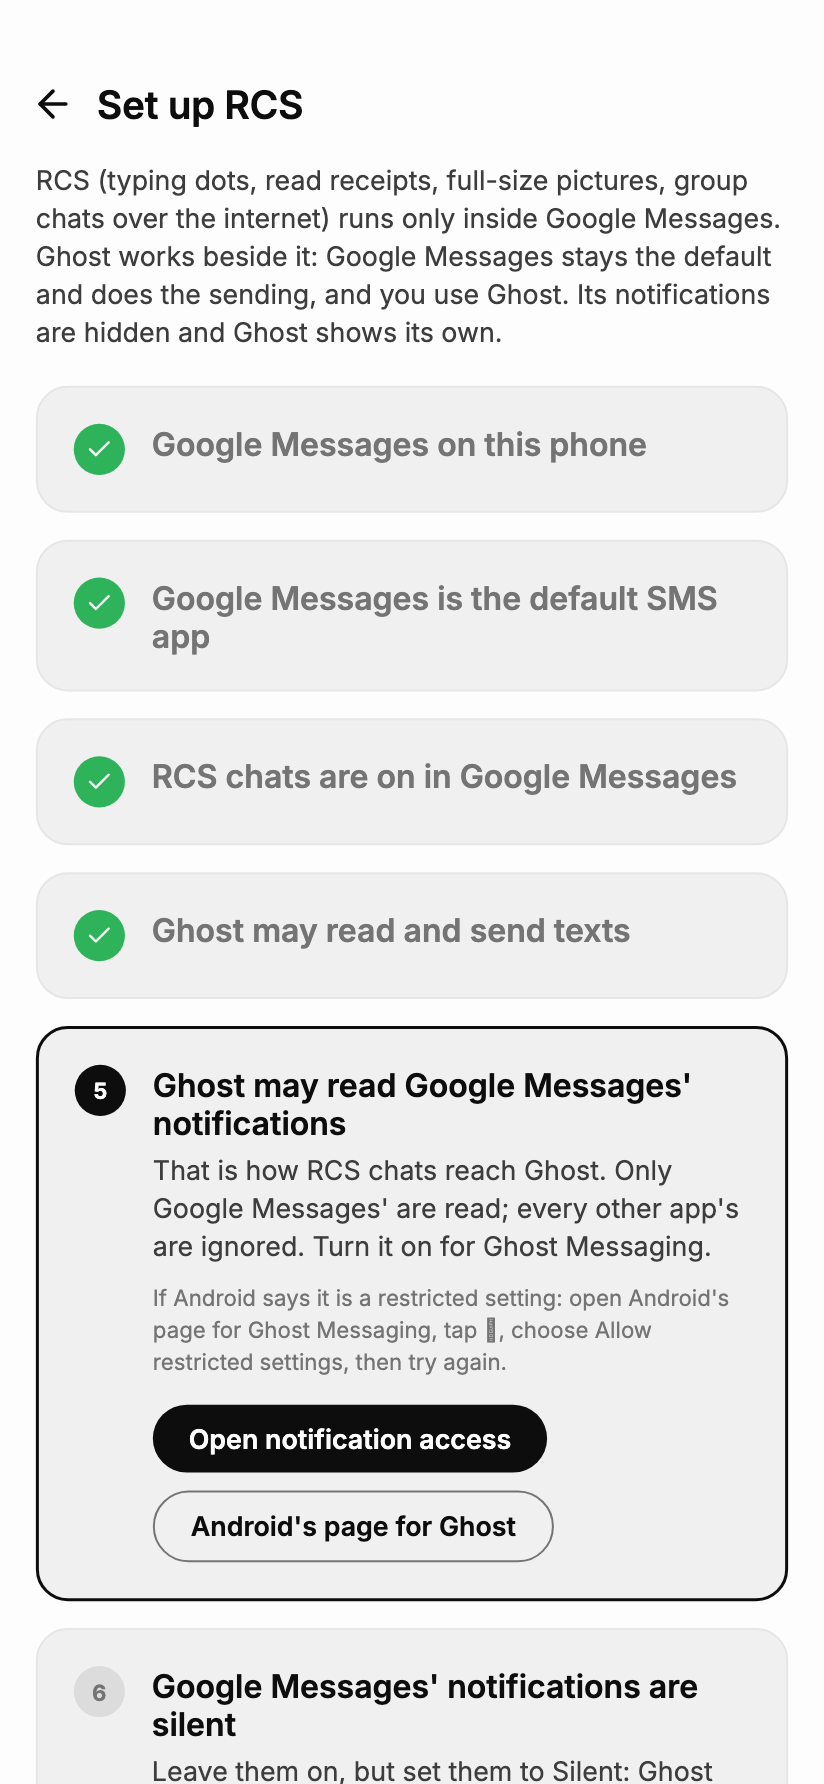 Set up RCS
RCS (typing dots, read receipts, full-size pictures, group
chats over the internet) runs only inside Google Messages.
Ghost works beside it: Google Messages stays the default
and does the sending, and you use Ghost. Its notifications
are hidden and Ghost shows its own.
Google Messages on this phone
Google Messages is the default SMS
app
RCS chats are on in Google Messages
Ghost may read and send texts
5
Ghost may read Google Messages'
notifications
That is how RCS chats reach Ghost. Only
Google Messages' are read; every other app's
are ignored. Turn it on for Ghost Messaging.
If Android says it is a restricted setting: open Android's
page for Ghost Messaging, tap , choose Allow
restricted settings, then try again.
Open notification access
Android's page for Ghost
6
Google Messages' notifications are
silent
Leave them on, but set them to Silent: Ghost